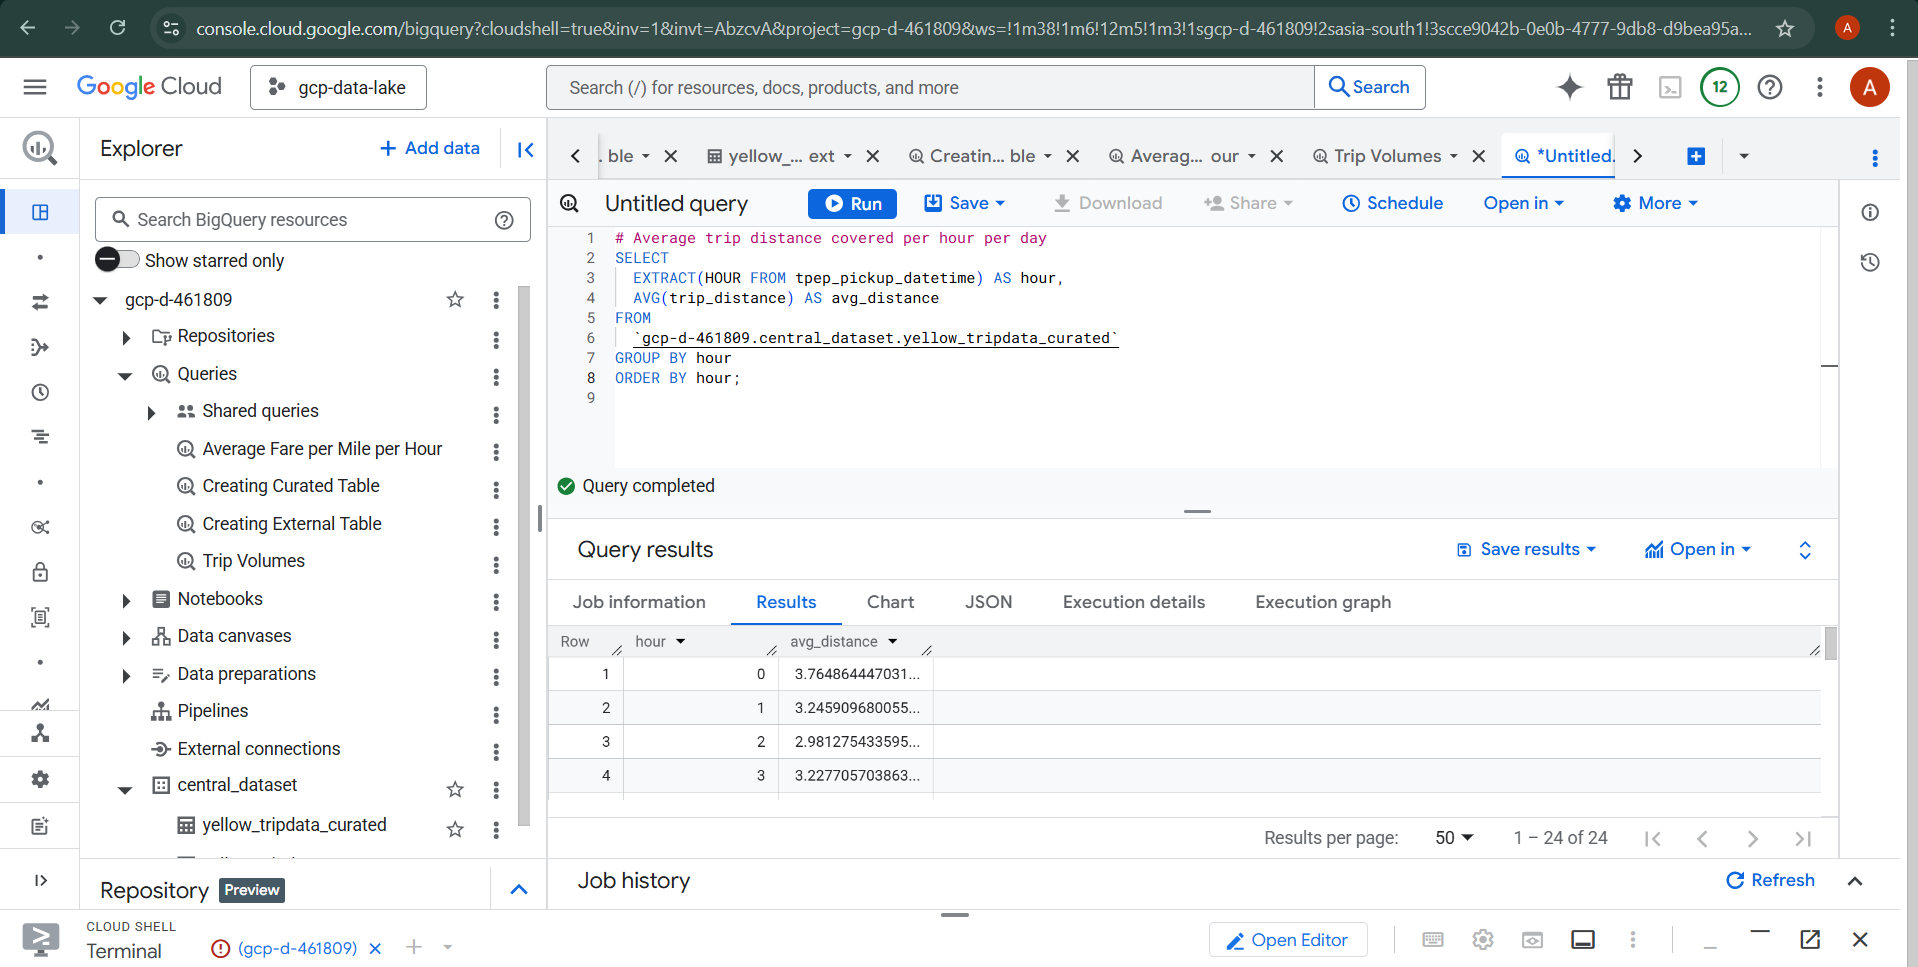 console.cloud.google.com/bigquery?cloudshell=true&inv=1&invt=AbzcvA&project=gcp-d-461809&ws=!1m38!1m6!12m5!1m3!1sgcp-d-461809!2sasia-south1!3scce9042b-0e0b-4777-9db8-d9bea95a...
A
Google Cloud
gcp-data-lake
Search (/) for resources, docs, products, and more
Search
12
A
Explorer
+ Add data
. ble
yellow_... ext
Creatin... ble
Averag... our
Trip Volumes
*Untitled.
Search BigQuery resources
Show starred only
Untitled query
Run
Save
Download
Share
Schedule
Open in
More
1 # Average trip distance covered per hour per day
2 SELECT
3 EXTRACT(HOUR FROM tpep_pickup_datetime) AS hour,
4 AVG(trip_distance) AS avg_distance
5 FROM
6 `gcp-d-461809.central_dataset.yellow_tripdata_curated`
7 GROUP BY hour
8 ORDER BY hour;
9
gcp-d-461809
Repositories
Queries
Shared queries
Average Fare per Mile per Hour
Creating Curated Table
Creating External Table
Trip Volumes
Notebooks
Data canvases
Data preparations
Pipelines
External connections
central_dataset
yellow_tripdata_curated
Repository Preview
Query completed
Query results
Save results
Open in
Job information
Results
Chart
JSON
Execution details
Execution graph
Row hour avg_distance
1 0 3.764864447031...
2 1 3.245909680055...
3 2 2.981275433595...
4 3 3.227705703863...
Results per page: 50 1 – 24 of 24
Job history
Refresh
CLOUD SHELL
Terminal
(gcp-d-461809)
Open Editor